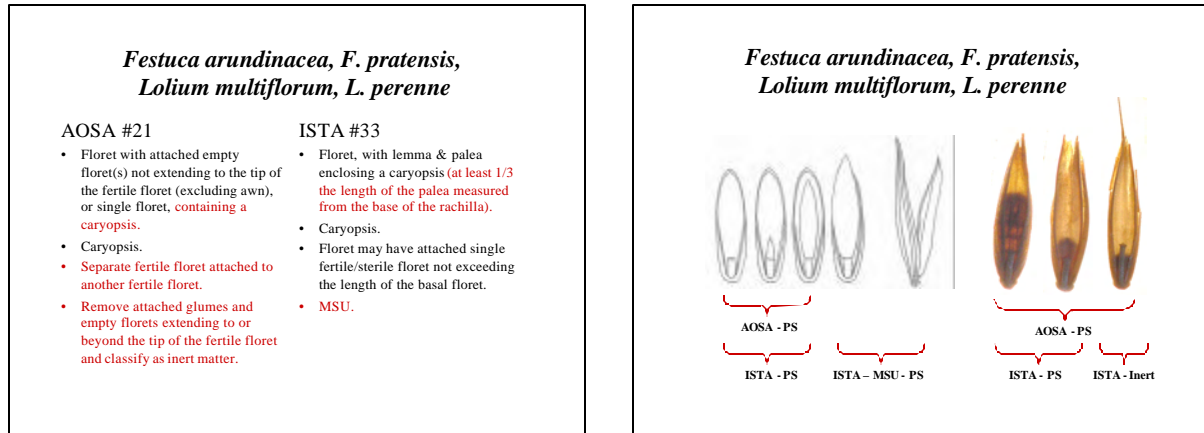 Festuca arundinacea, F. pratensis,
Lolium multiflorum, L. perenne
AOSA #21
• Floret with attached empty
floret(s) not extending to the tip of
the fertile floret (excluding awn),
or single floret, containing a
caryopsis.
• Caryopsis.
• Separate fertile floret attached to
another fertile floret.
• Remove attached glumes and
empty florets extending to or
beyond the tip of the fertile floret
and classify as inert matter.
ISTA #33
• Floret, with lemma & palea
enclosing a caryopsis (at least 1/3
the length of the palea measured
from the base of the rachilla).
• Caryopsis.
• Floret may have attached single
fertile/sterile floret not exceeding
the length of the basal floret.
• MSU.
Festuca arundinacea, F. pratensis,
Lolium multiflorum, L. perenne
AOSA - PS
ISTA - PS
ISTA – MSU - PS
AOSA - PS
ISTA - PS
ISTA - Inert